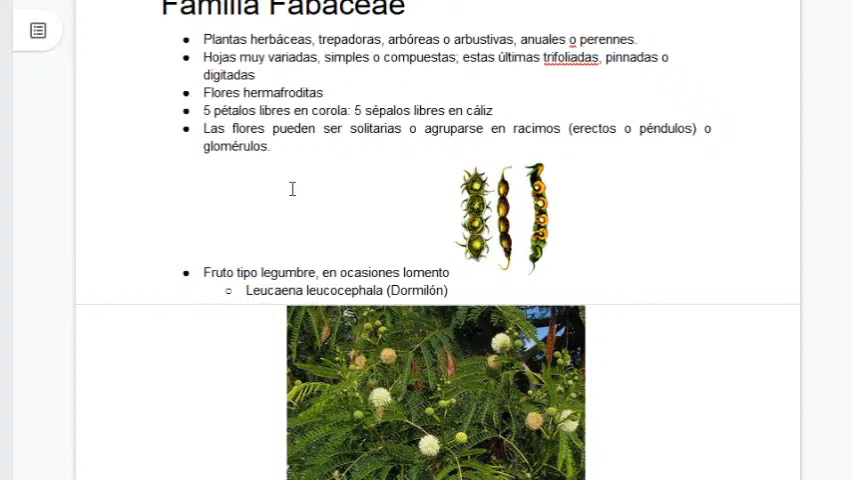 Familia Fabaceae
Plantas herbáceas, trepadoras, arbóreas o arbustivas, anuales o perennes.
Hojas muy variadas, simples o compuestas; estas últimas trifoliadas, pinnadas o
digitadas
Flores hermafroditas
5 pétalos libres en corola: 5 sépalos libres en cáliz
Las flores pueden ser solitarias o agruparse en racimos (erectos o péndulos) o
glomérulos.
Fruto tipo legumbre, en ocasiones lomento
Leucaena leucocephala (Dormilón)